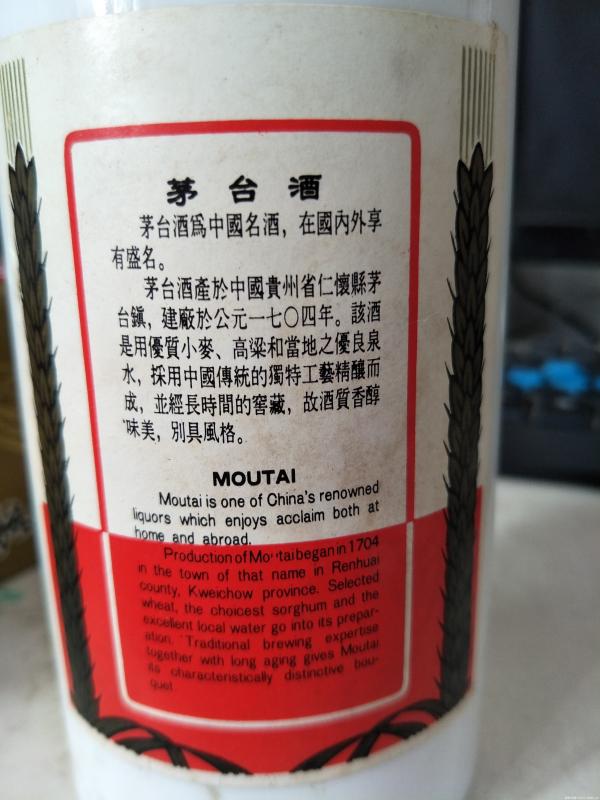 茅台酒
茅台酒爲中國名酒，在國內外享
有盛名。
茅台酒產於中國貴州省仁懷縣茅
台鎮，建廠於公元一七〇四年。該酒
是用優質小麥、高粱和當地之優良泉
水，採用中國傳統的獨特工藝精釀而
成，並經長時間的窖藏，故酒質香醇
味美，別具風格。
MOUTAI
Moutai is one of China's renowned
liquors which enjoys acclaim both at
home and abroad.
Production of Moutai began in 1704
in the town of that name in Renhuai
county, Kweichow province. Selected
wheat, the choicest sorghum and the
excellent local water go into its prepar-
ation. Traditional brewing expertise
together with long aging gives Moutai
its characteristically distinctive bou-
quet